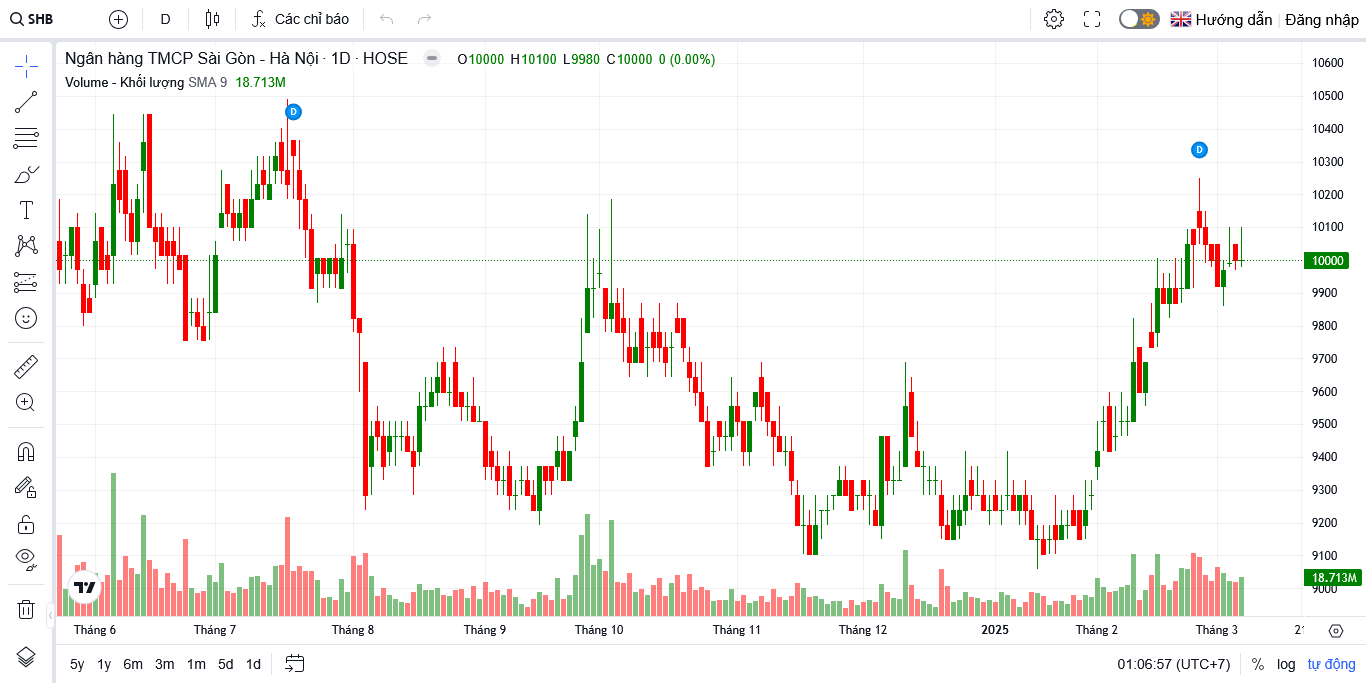 SHB D Các chỉ báo Hướng dẫn Đăng nhập
Ngân hàng TMCP Sài Gòn - Hà Nội · 1D · HOSE O10000 H10100 L9980 C10000 0 (0.00%)
Volume - Khối lượng SMA 9 18.713M
D
D
10600
10500
10400
10300
10200
10100
10000
9900
9800
9700
9600
9500
9400
9300
9200
9100
18.713M
9000
Tháng 6 Tháng 7 Tháng 8 Tháng 9 Tháng 10 Tháng 11 Tháng 12 2025 Tháng 2 Tháng 3 21
5y 1y 6m 3m 1m 5d 1d 01:06:57 (UTC+7) % log tự động